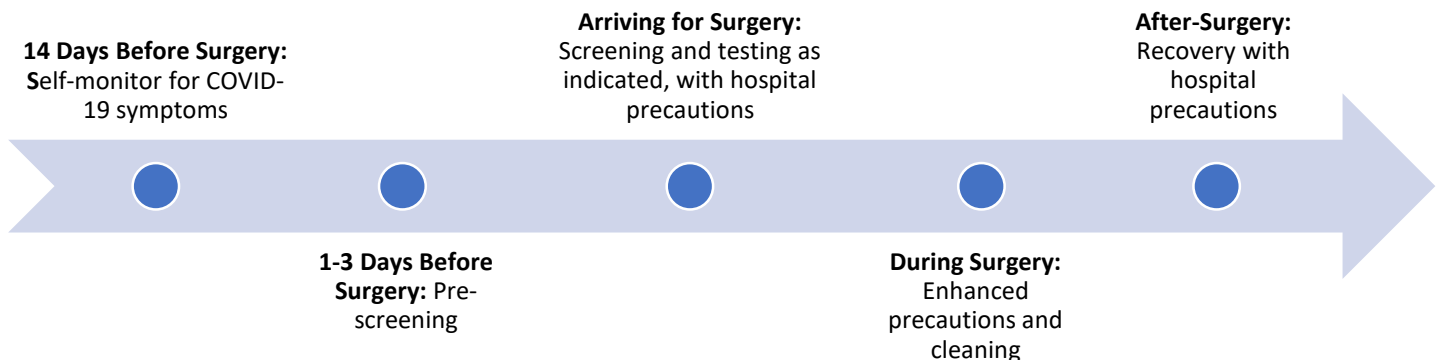 14 Days Before Surgery:
Self-monitor for COVID-
19 symptoms
1-3 Days Before
Surgery: Pre-
screening
Arriving for Surgery:
Screening and testing as
indicated, with hospital
precautions
During Surgery:
Enhanced
precautions and
cleaning
After-Surgery:
Recovery with
hospital
precautions